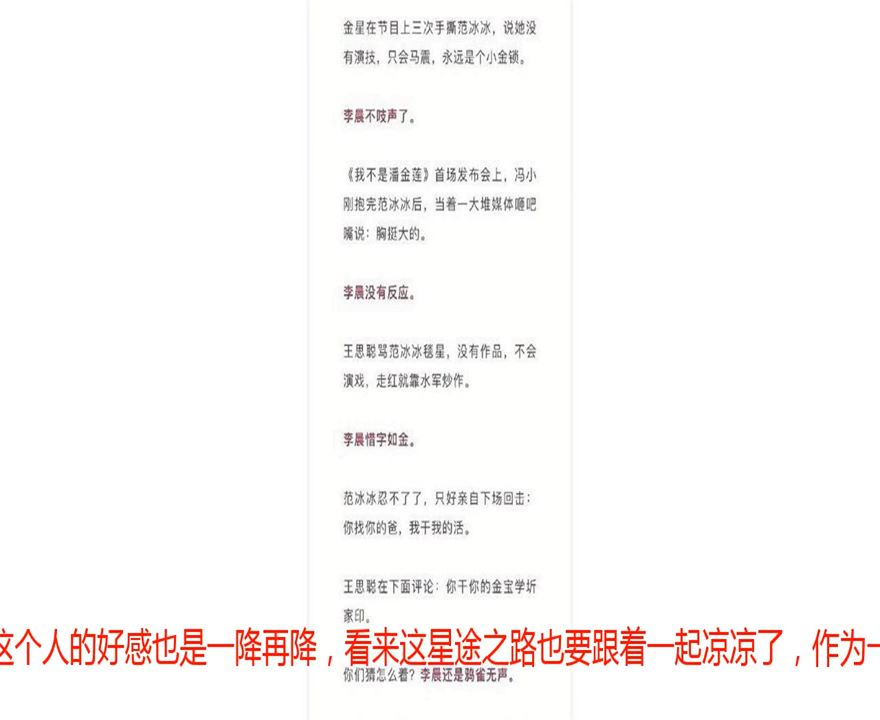 金星在节目上三次手撕范冰冰，说她没
有演技，只会马震，永远是个小金锁。
李晨不吱声了。
《我不是潘金莲》首场发布会上，冯小
刚抱完范冰冰后，当着一大堆媒体咂吧
嘴说：胸挺大的。
李晨没有反应。
王思聪骂范冰冰毯星，没有作品，不会
演戏，走红就靠水军炒作。
李晨惜字如金。
范冰冰忍不了了，只好亲自下场回击：
你找你的爸，我干我的活。
王思聪在下面评论：你干你的金宝学圻
家印。
这个人的好感也是一降再降，看来这星途之路也要跟着一起凉凉了，作为一
你们猜怎么着？李晨还是鸦雀无声。